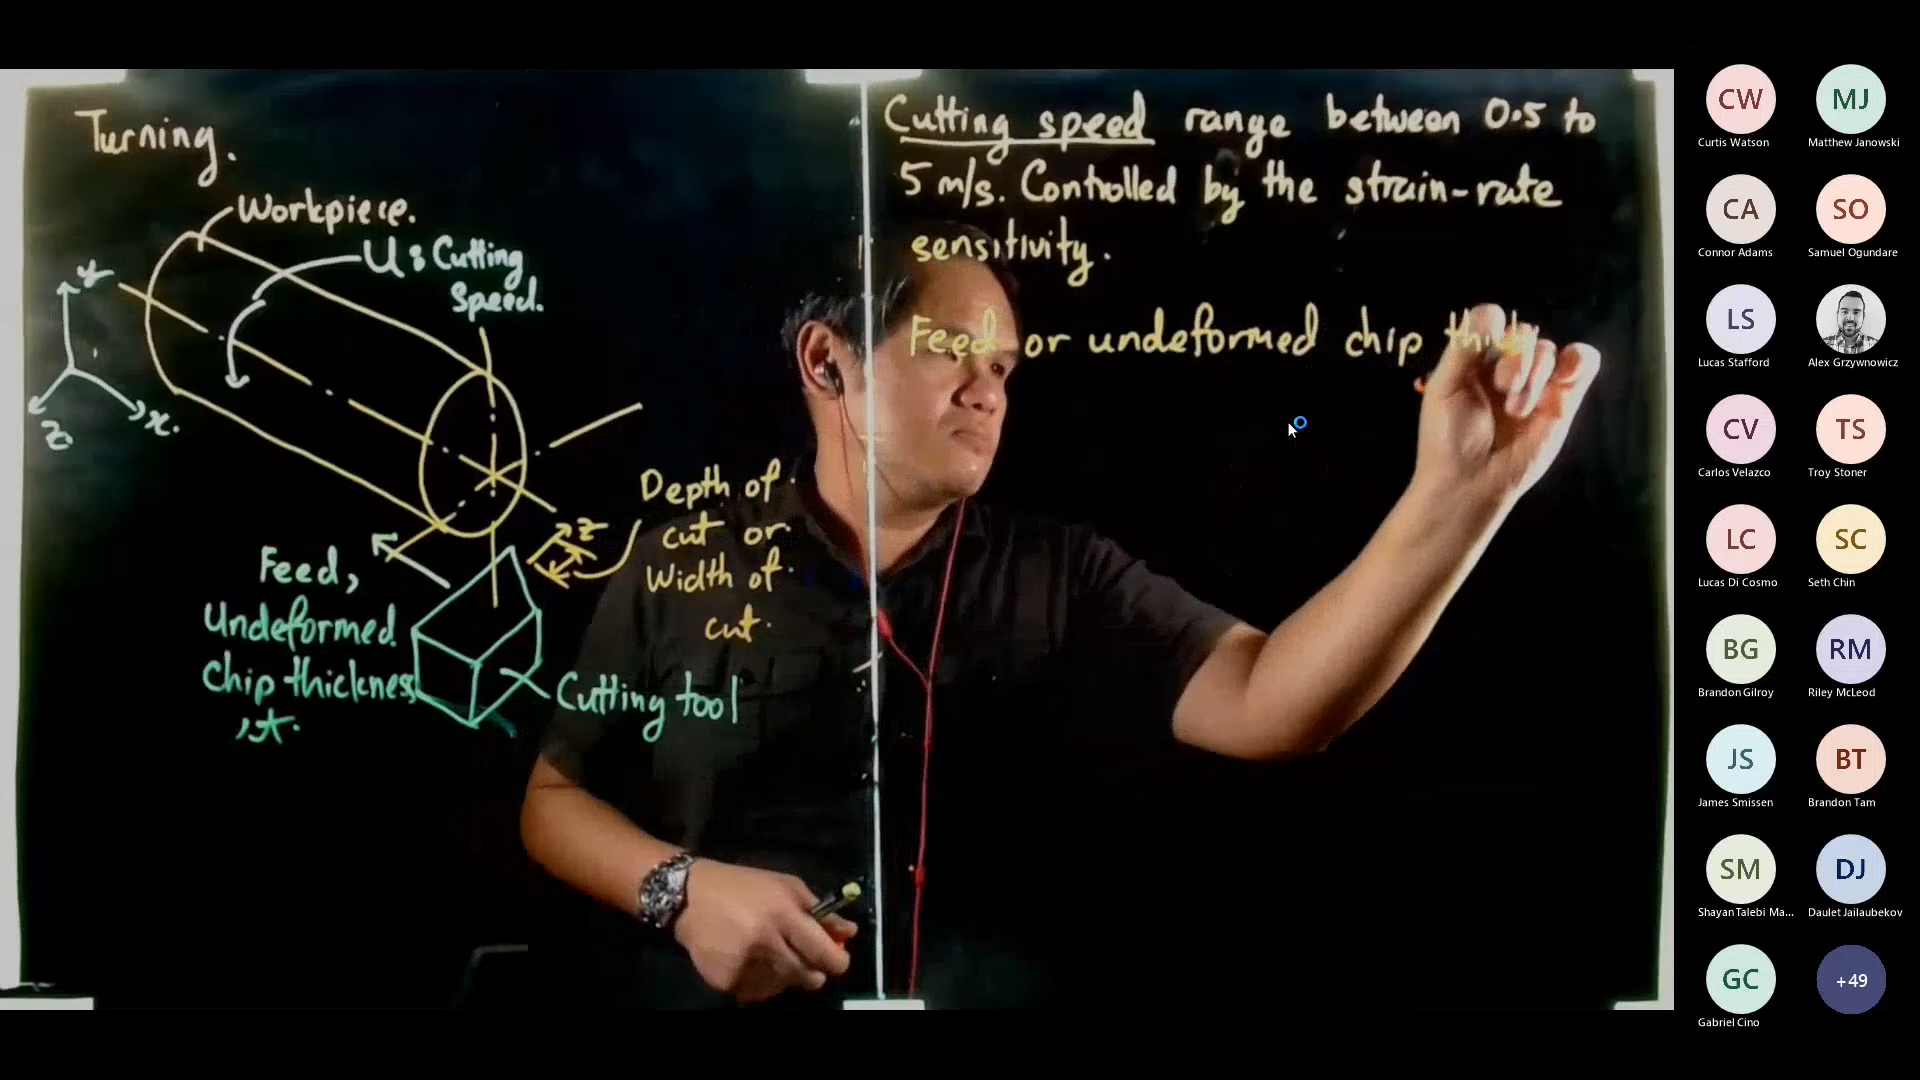 Turning.
Workpiece.
U: Cutting
Speed.
y
x.
z
Depth of
cut or
Width of
cut.
z
Feed,
Undeformed
Chip thickness
, t.
Cutting tool
Cutting speed range between 0.5 to
5 m/s. Controlled by the strain-rate
sensitivity.
Feed or undeformed chip
CW
Curtis Watson
MJ
Matthew Janowski
CA
Connor Adams
SO
Samuel Ogundare
LS
Lucas Stafford
Alex Grzywnowicz
CV
Carlos Velazco
TS
Troy Stoner
LC
Lucas Di Cosmo
SC
Seth Chin
BG
Brandon Gilroy
RM
Riley McLeod
JS
James Smissen
BT
Brandon Tam
SM
Shayan Talebi Ma...
DJ
Daulet Jailaubekov
GC
Gabriel Cino
+49